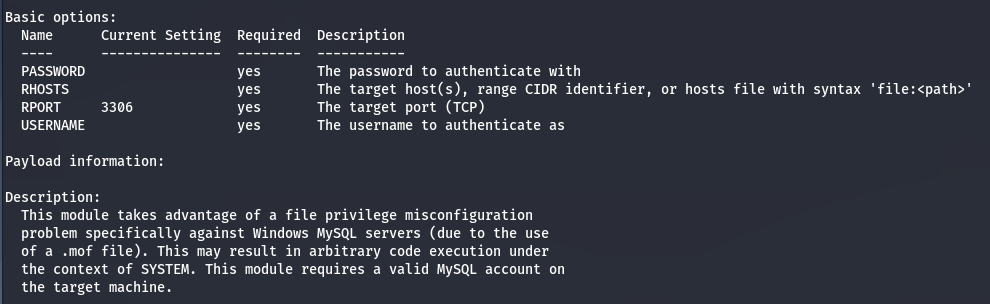 Basic options:
  Name      Current Setting  Required  Description
  ----      ---------------  --------  -----------
  PASSWORD                   yes       The password to authenticate with
  RHOSTS                     yes       The target host(s), range CIDR identifier, or hosts file with syntax 'file:<path>'
  RPORT     3306             yes       The target port (TCP)
  USERNAME                   yes       The username to authenticate as

Payload information:

Description:
  This module takes advantage of a file privilege misconfiguration
  problem specifically against Windows MySQL servers (due to the use
  of a .mof file). This may result in arbitrary code execution under
  the context of SYSTEM. This module requires a valid MySQL account on
  the target machine.